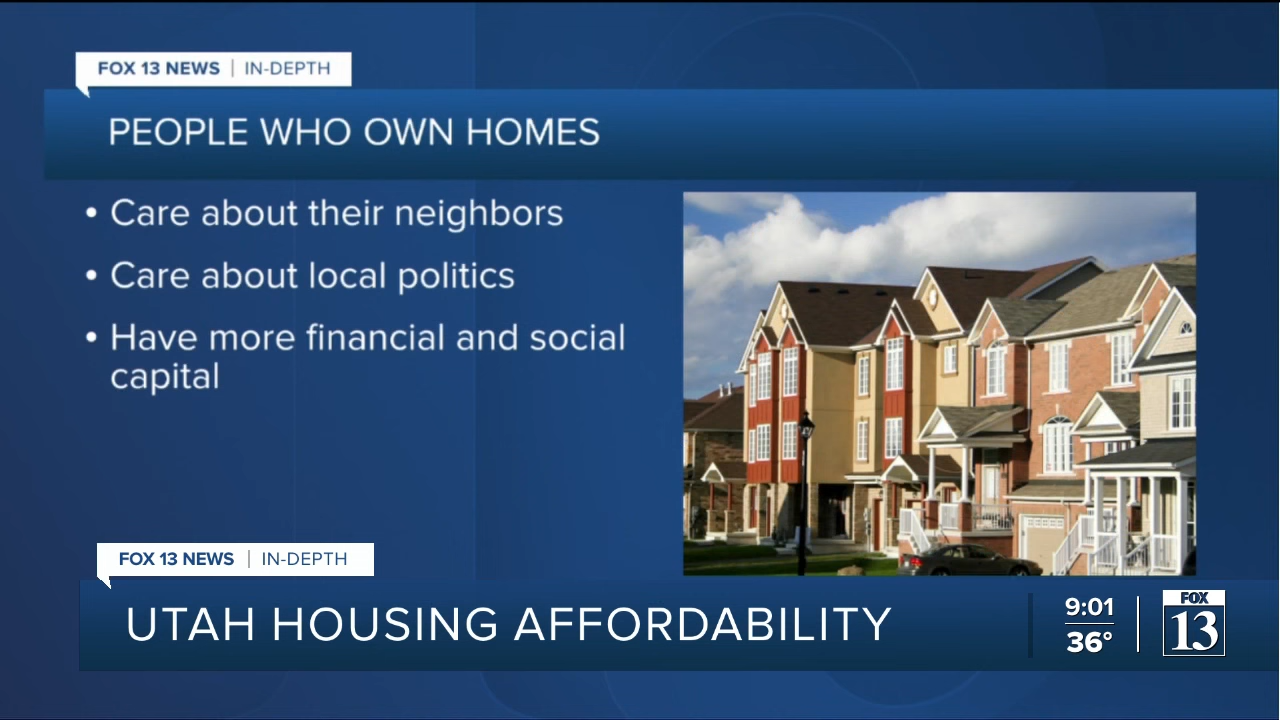 FOX 13 NEWS | IN-DEPTH
PEOPLE WHO OWN HOMES
• Care about their neighbors
• Care about local politics
• Have more financial and social
capital
FOX 13 NEWS | IN-DEPTH
UTAH HOUSING AFFORDABILITY
9:01
36°
FOX
13